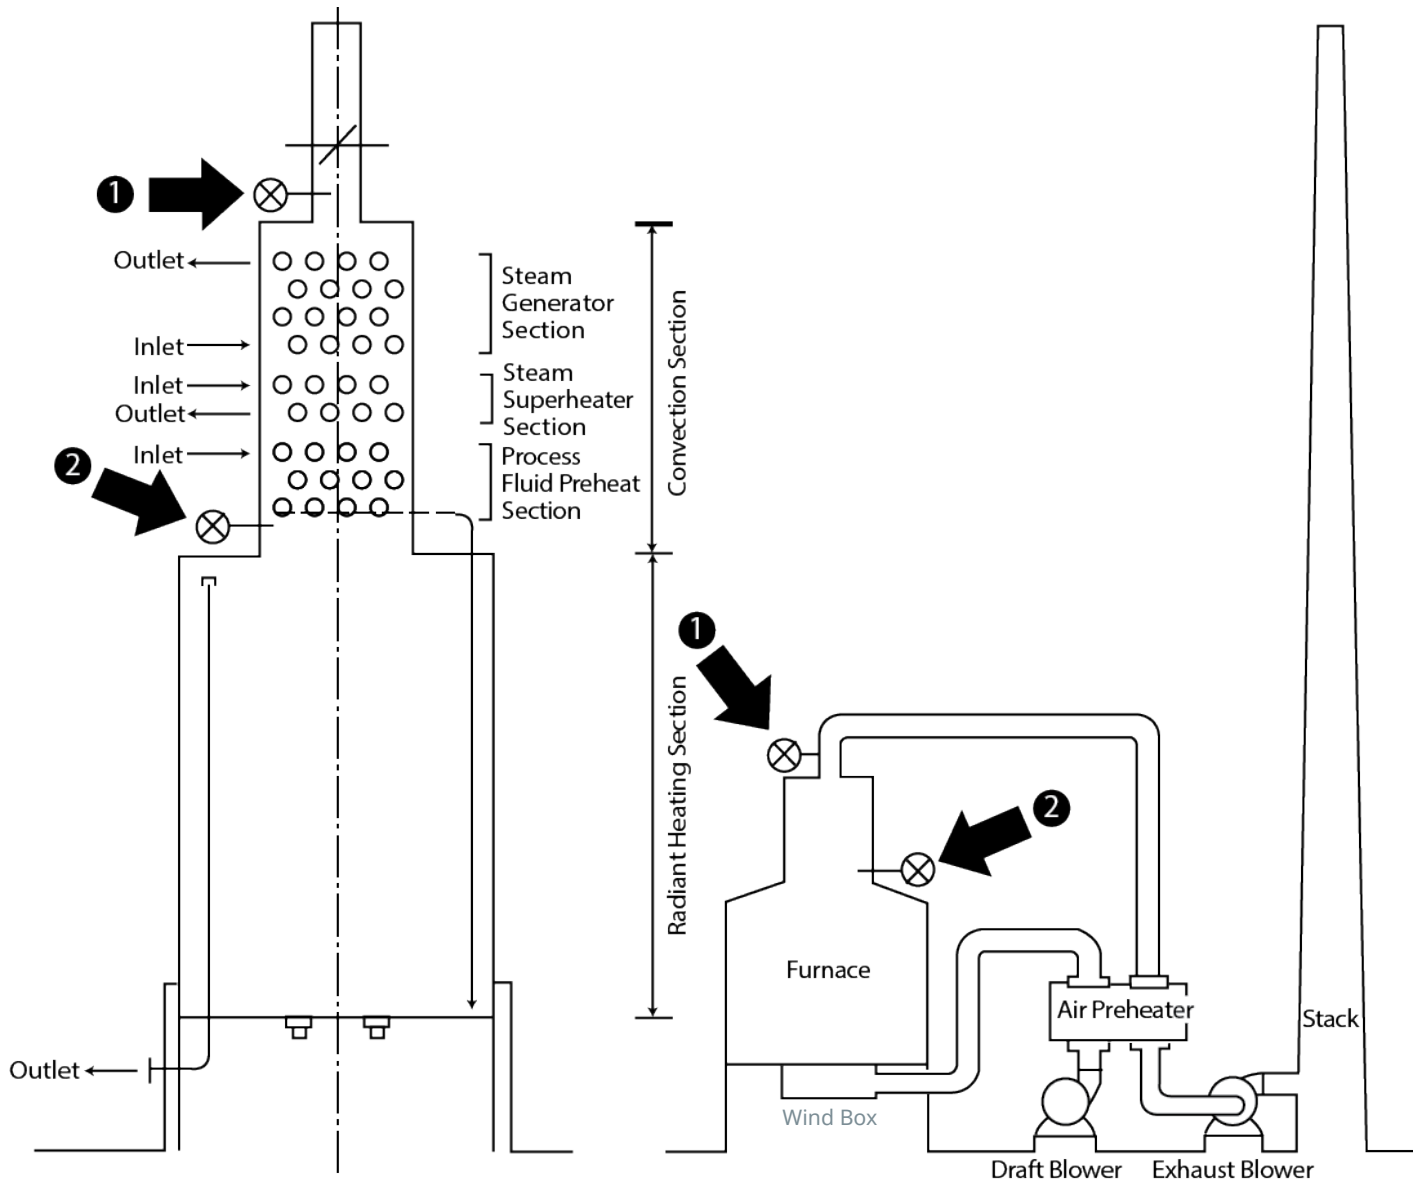 1
Outlet
Steam
Generator
Section
Inlet
Inlet
Outlet
Steam
Superheater
Section
Inlet
2
Process
Fluid Preheat
Section
Convection Section
Radiant Heating Section
Outlet
1
2
Furnace
Air Preheater
Stack
Wind Box
Draft Blower
Exhaust Blower